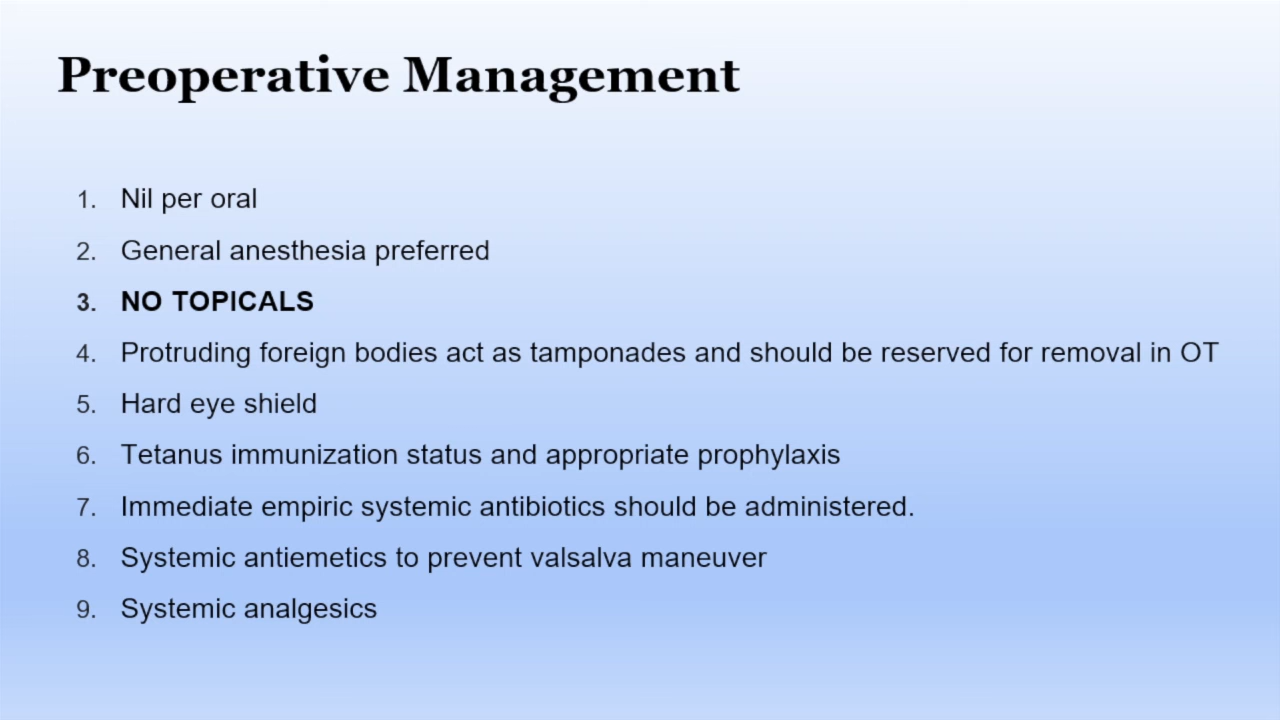 Preoperative Management
1. Nil per oral
2. General anesthesia preferred
3. NO TOPICALS
4. Protruding foreign bodies act as tamponades and should be reserved for removal in OT
5. Hard eye shield
6. Tetanus immunization status and appropriate prophylaxis
7. Immediate empiric systemic antibiotics should be administered.
8. Systemic antiemetics to prevent valsalva maneuver
9. Systemic analgesics